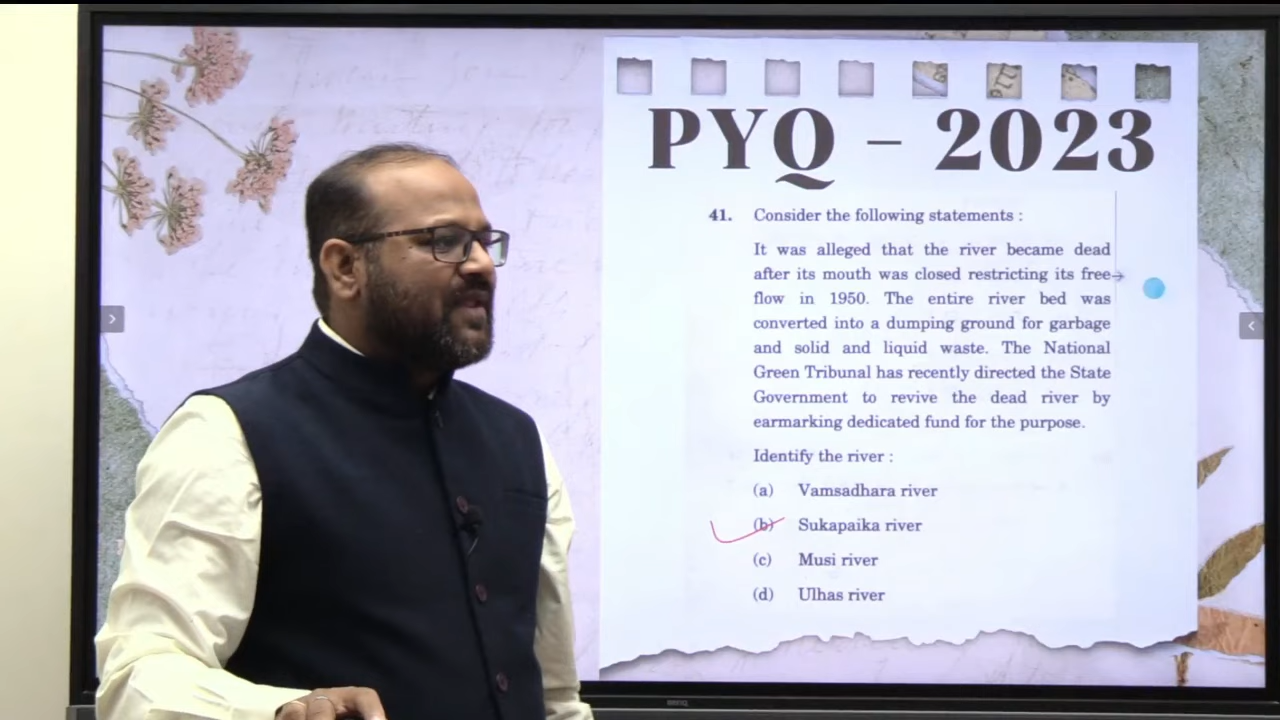 PYQ – 2023
41. Consider the following statements :
It was alleged that the river became dead
after its mouth was closed restricting its free
flow in 1950. The entire river bed was
converted into a dumping ground for garbage
and solid and liquid waste. The National
Green Tribunal has recently directed the State
Government to revive the dead river by
earmarking dedicated fund for the purpose.
Identify the river :
(a) Vamsadhara river
(b) Sukapaika river
(c) Musi river
(d) Ulhas river
BENQ